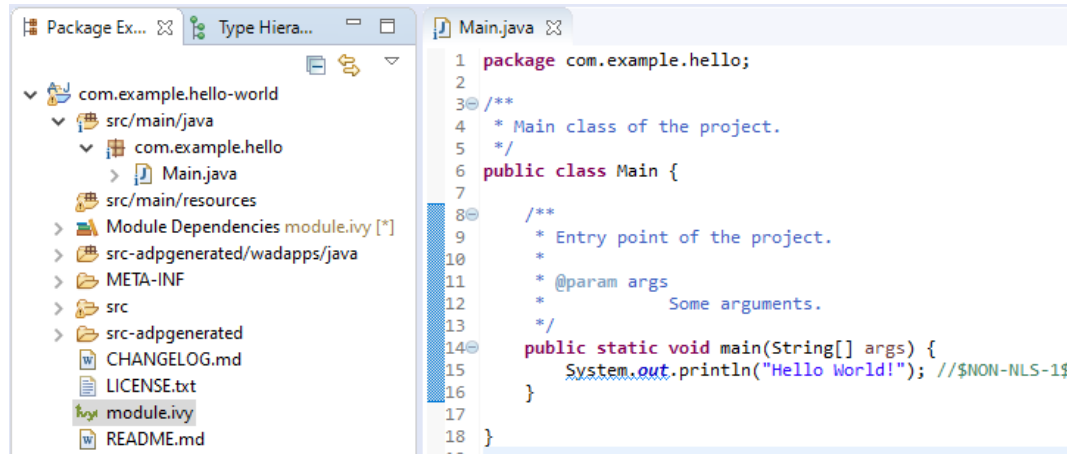 Package Ex...
Type Hiera...
com.example.hello-world
src/main/java
com.example.hello
Main.java
src/main/resources
Module Dependencies module.ivy [*]
src-adpgenerated/wadapps/java
META-INF
src
src-adpgenerated
CHANGELOG.md
LICENSE.txt
module.ivy
README.md
Main.java
1 package com.example.hello;
2
3 /**
4 * Main class of the project.
5 */
6 public class Main {
7
8 /**
9 * Entry point of the project.
10 *
11 * @param args
12 * Some arguments.
13 */
14 public static void main(String[] args) {
15 System.out.println("Hello World!"); //$NON-NLS-1$
16 }
17
18 }